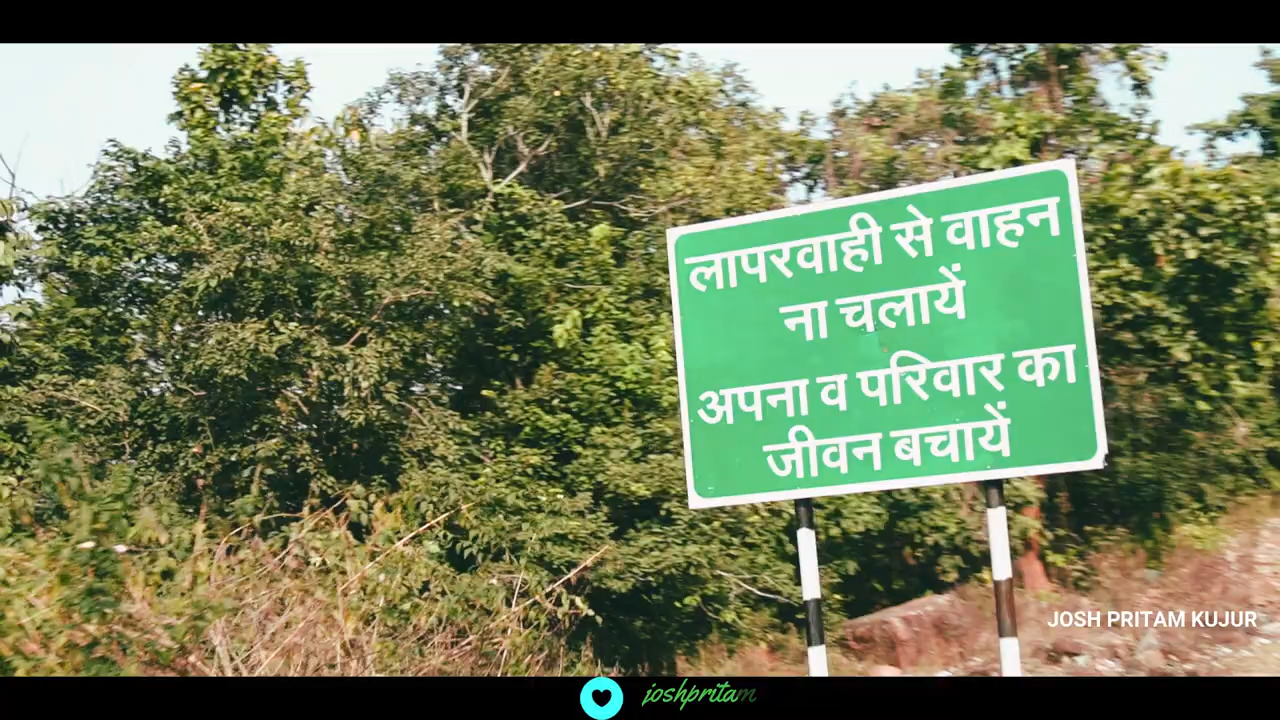 लापरवाही से वाहन
ना चलायें
अपना व परिवार का
जीवन बचायें
JOSH PRITAM KUJUR
joshpritam